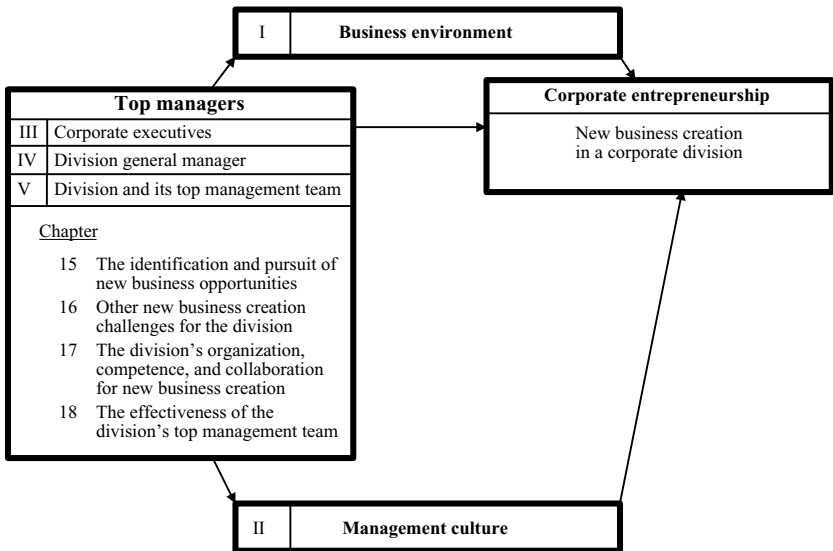 I Business environment
Top managers
III Corporate executives
IV Division general manager
V Division and its top management team
Chapter
15 The identification and pursuit of
new business opportunities
16 Other new business creation
challenges for the division
17 The division’s organization,
competence, and collaboration
for new business creation
18 The effectiveness of the
division’s top management team
Corporate entrepreneurship
New business creation
in a corporate division
II Management culture